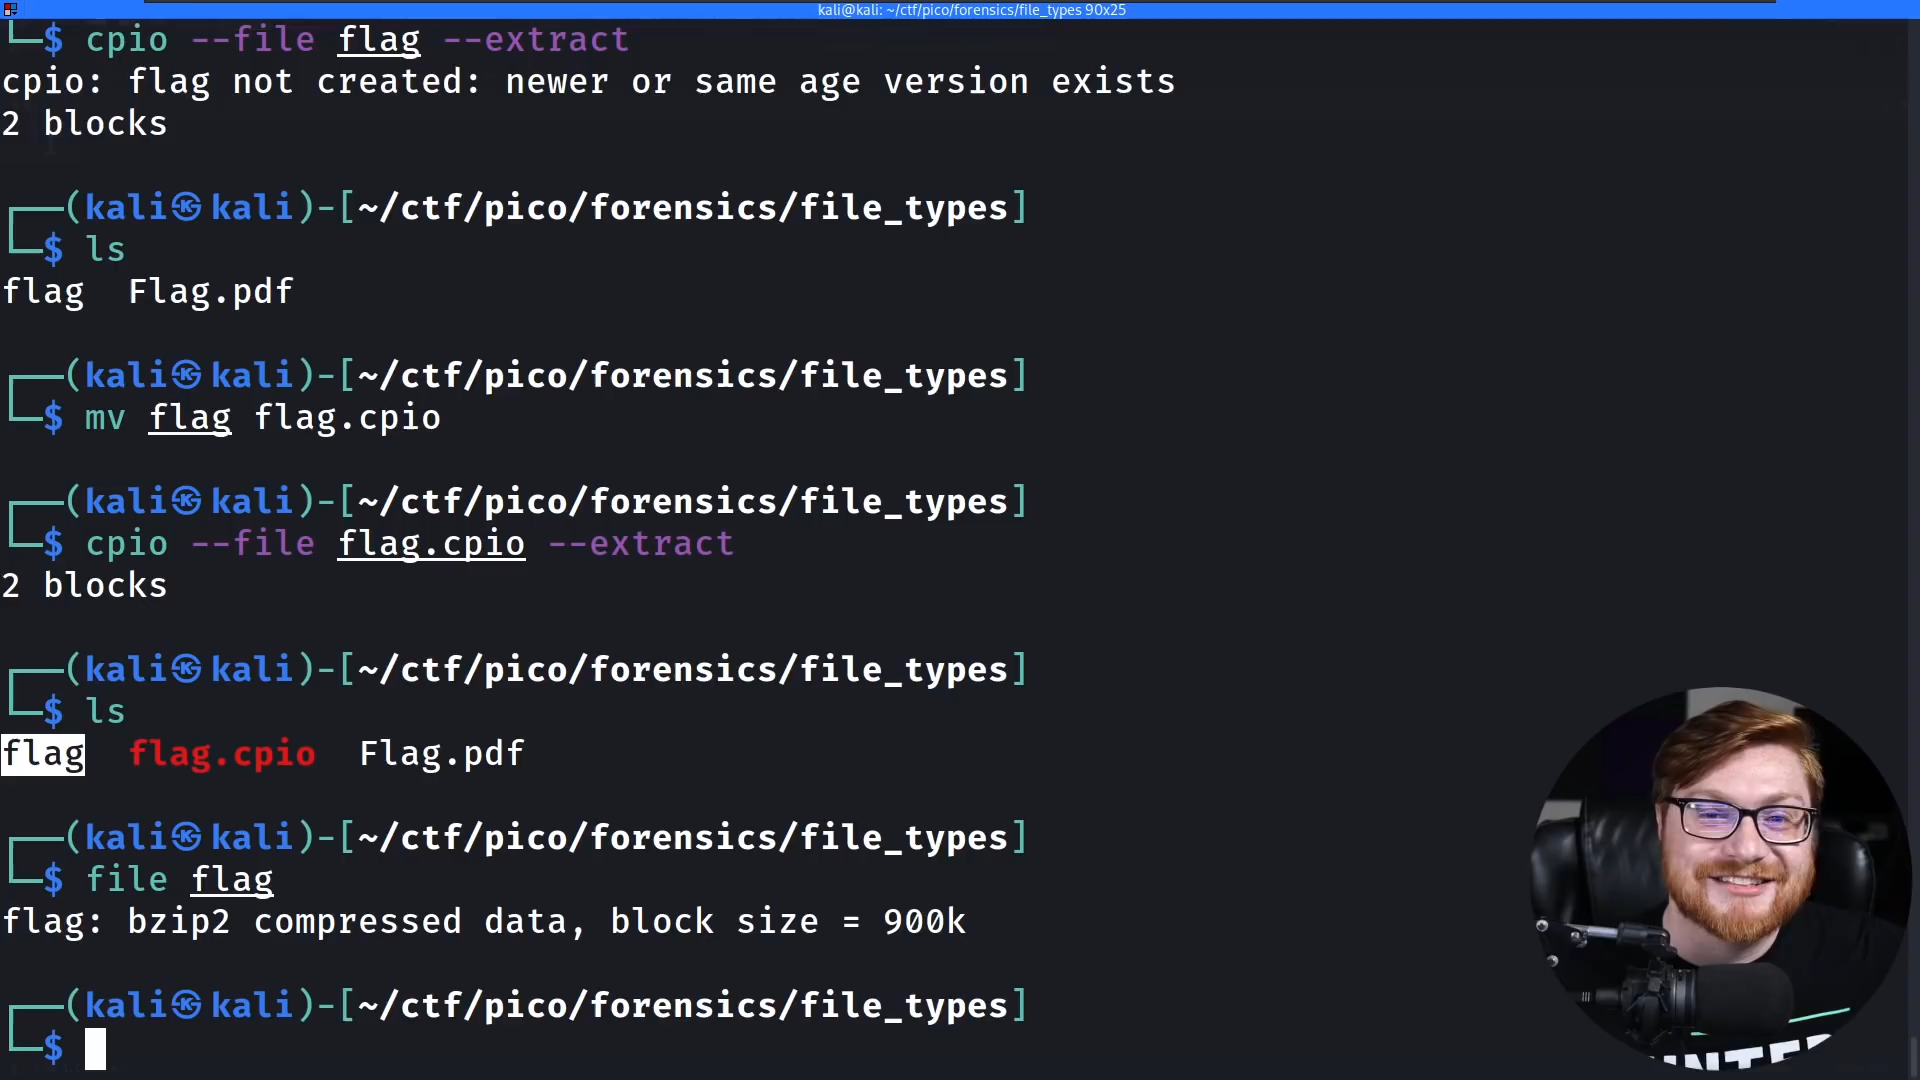 kali@kali: ~/ctf/pico/forensics/file_types 90x25
└─$ cpio --file flag --extract
cpio: flag not created: newer or same age version exists
2 blocks
┌──(kali㉿kali)-[~/ctf/pico/forensics/file_types]
└─$ ls
flag  Flag.pdf
┌──(kali㉿kali)-[~/ctf/pico/forensics/file_types]
└─$ mv flag flag.cpio
┌──(kali㉿kali)-[~/ctf/pico/forensics/file_types]
└─$ cpio --file flag.cpio --extract
2 blocks
┌──(kali㉿kali)-[~/ctf/pico/forensics/file_types]
└─$ ls
flag  flag.cpio  Flag.pdf
┌──(kali㉿kali)-[~/ctf/pico/forensics/file_types]
└─$ file flag
flag: bzip2 compressed data, block size = 900k
┌──(kali㉿kali)-[~/ctf/pico/forensics/file_types]
└─$